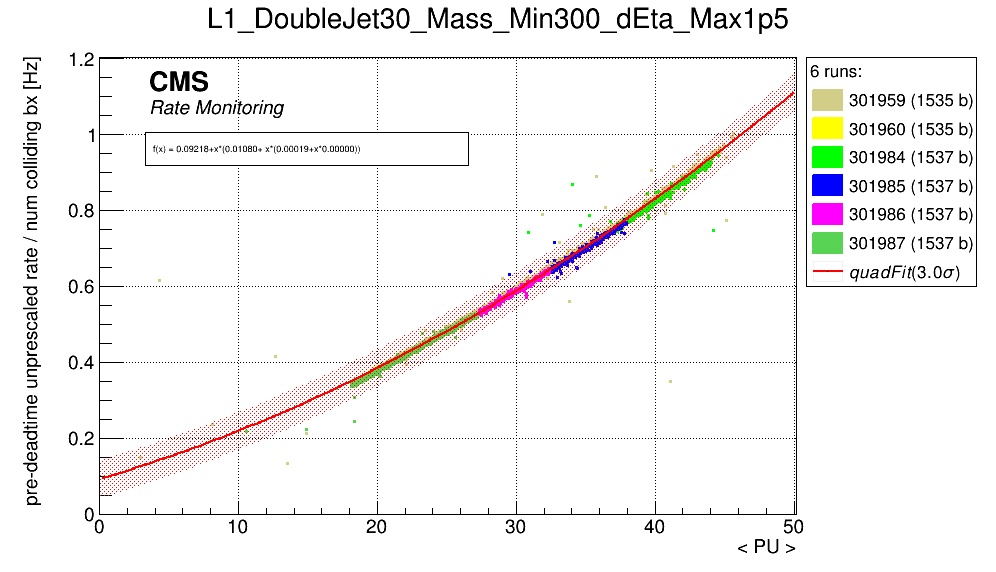 L1_DoubleJet30_Mass_Min300_dEta_Max1p5
pre-deadtime unprescaled rate / num colliding bx [Hz]
1.2
1
0.8
0.6
0.4
0.2
0
CMS
Rate Monitoring
f(x) = 0.09218+x*(0.01080+ x*(0.00019+x*0.00000))
0 10 20 30 40 50
< PU >
6 runs:
301959 (1535 b)
301960 (1535 b)
301984 (1537 b)
301985 (1537 b)
301986 (1537 b)
301987 (1537 b)
quadFit(3.0σ)